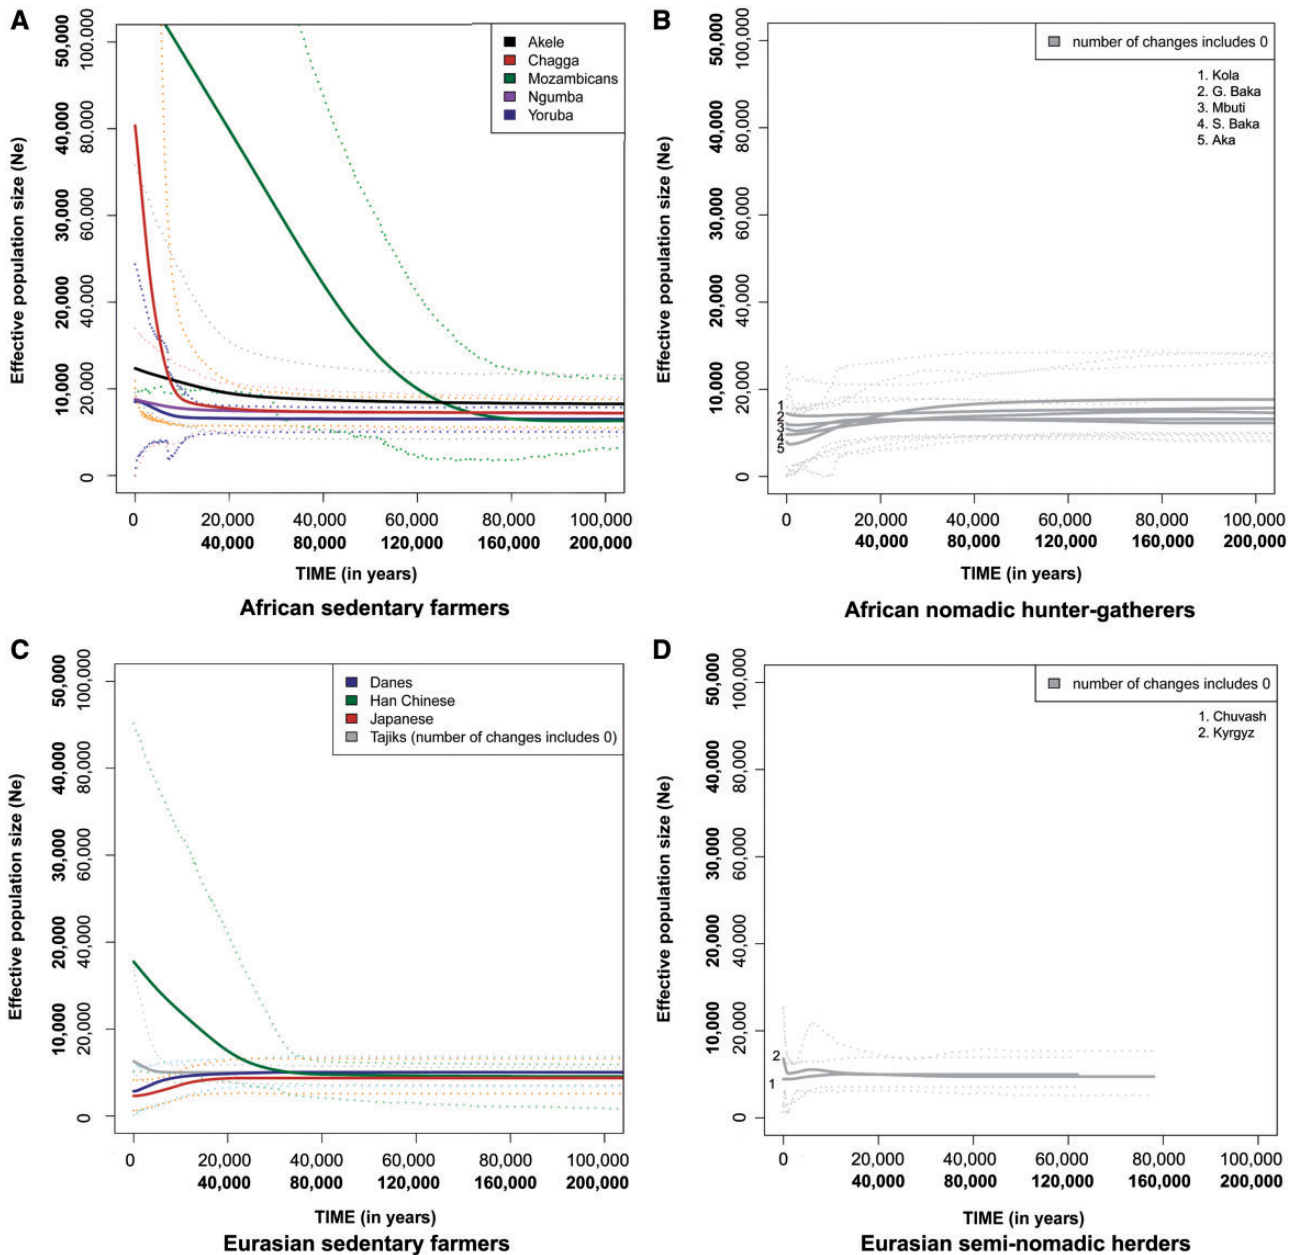 A
50,000
100,000
40,000
80,000
30,000
60,000
20,000
40,000
10,000
20,000
0
Effective population size (Ne)
Akele
Chagga
Mozambicans
Ngumba
Yoruba
0 20,000 40,000 60,000 80,000 100,000
40,000 80,000 120,000 160,000 200,000
TIME (in years)
African sedentary farmers
B
50,000
100,000
40,000
80,000
30,000
60,000
20,000
40,000
10,000
20,000
0
Effective population size (Ne)
number of changes includes 0
1. Kola
2. G. Baka
3. Mbuti
4. S. Baka
5. Aka
1
2
3
4
5
0 20,000 40,000 60,000 80,000 100,000
40,000 80,000 120,000 160,000 200,000
TIME (in years)
African nomadic hunter-gatherers
C
50,000
100,000
40,000
80,000
30,000
60,000
20,000
40,000
10,000
20,000
0
Effective population size (Ne)
Danes
Han Chinese
Japanese
Tajiks (number of changes includes 0)
0 20,000 40,000 60,000 80,000 100,000
40,000 80,000 120,000 160,000 200,000
TIME (in years)
Eurasian sedentary farmers
D
50,000
100,000
40,000
80,000
30,000
60,000
20,000
40,000
10,000
20,000
0
Effective population size (Ne)
number of changes includes 0
1. Chuvash
2. Kyrgyz
2
1
0 20,000 40,000 60,000 80,000 100,000
40,000 80,000 120,000 160,000 200,000
TIME (in years)
Eurasian semi-nomadic herders